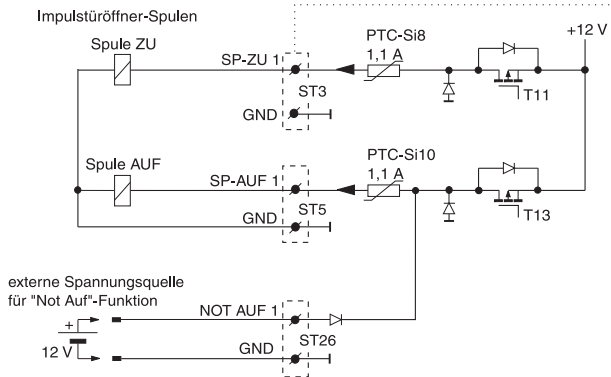 Impulstüröffner-Spulen
Spule ZU
SP-ZU 1
PTC-Si8
1,1 A
+12 V
ST3
T11
GND
Spule AUF
SP-AUF 1
PTC-Si10
1,1 A
ST5
T13
GND
externe Spannungsquelle
für "Not Auf"-Funktion
NOT AUF 1
+
ST26
12 V
GND